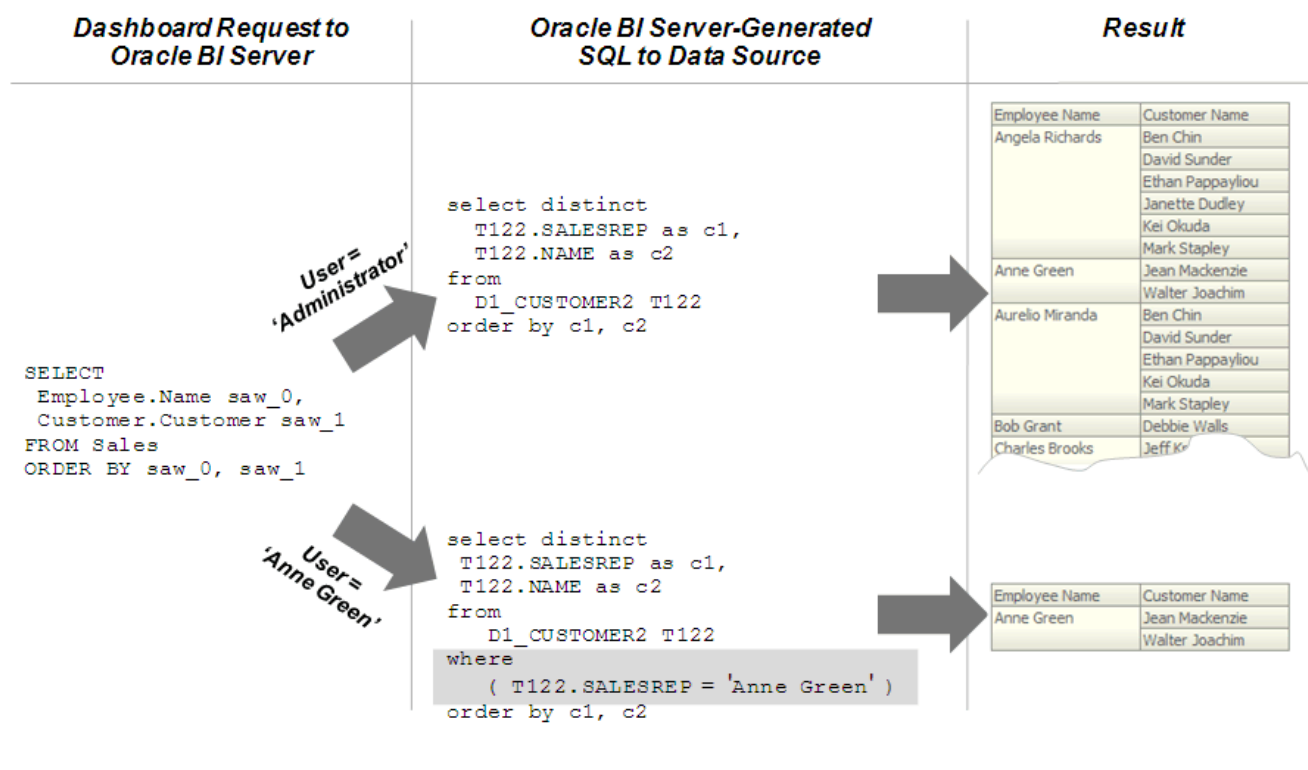 Dashboard Request to
Oracle BI Server
Oracle BI Server-Generated
SQL to Data Source
Result
SELECT
Employee.Name saw_0,
Customer.Customer saw_1
FROM Sales
ORDER BY saw_0, saw_1
User=
‘Administrator’
select distinct
T122.SALESREP as c1,
T122.NAME as c2
from
D1_CUSTOMER2 T122
order by c1, c2
Employee Name Customer Name
Angela Richards Ben Chin
David Sunder
Ethan Pappayliou
Janette Dudley
Kei Okuda
Mark Stapley
Anne Green Jean Mackenzie
Walter Joachim
Aurelio Miranda Ben Chin
David Sunder
Ethan Pappayliou
Kei Okuda
Mark Stapley
Bob Grant Debbie Walls
Charles Brooks Jeff
User=
‘Anne Green’
select distinct
T122.SALESREP as c1,
T122.NAME as c2
from
D1_CUSTOMER2 T122
where
( T122.SALESREP = 'Anne Green' )
order by c1, c2
Employee Name Customer Name
Anne Green Jean Mackenzie
Walter Joachim